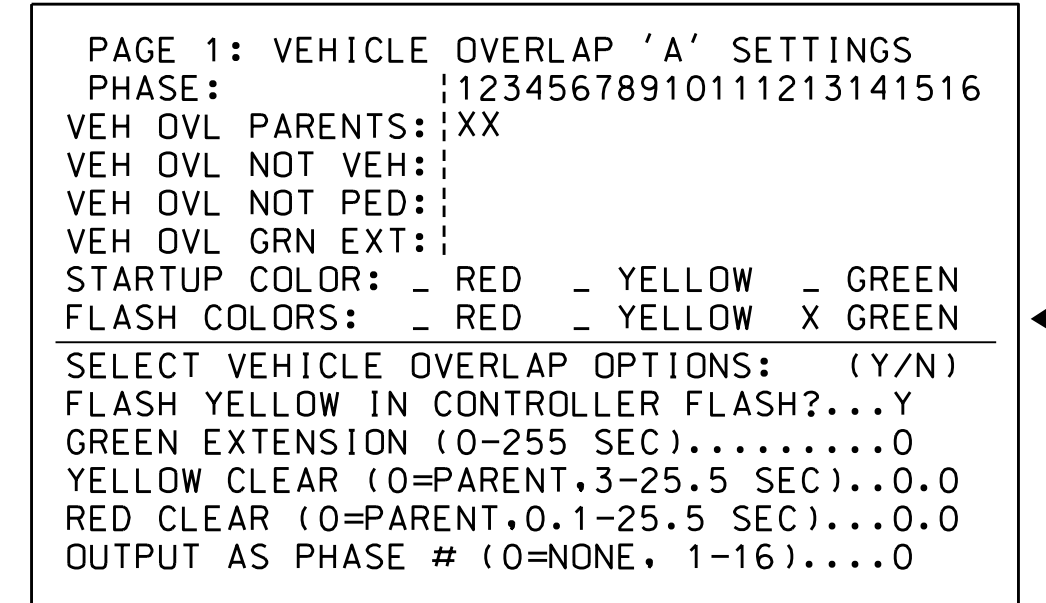 PAGE 1: VEHICLE OVERLAP 'A' SETTINGS
PHASE: ¦12345678910111213141516
VEH OVL PARENTS:¦XX
VEH OVL NOT VEH:¦
VEH OVL NOT PED:¦
VEH OVL GRN EXT:¦
STARTUP COLOR: _ RED _ YELLOW _ GREEN
FLASH COLORS: _ RED _ YELLOW X GREEN
SELECT VEHICLE OVERLAP OPTIONS: (Y/N)
FLASH YELLOW IN CONTROLLER FLASH?...Y
GREEN EXTENSION (0-255 SEC).........0
YELLOW CLEAR (0=PARENT,3-25.5 SEC)..0.0
RED CLEAR (0=PARENT,0.1-25.5 SEC)...0.0
OUTPUT AS PHASE # (0=NONE, 1-16)....0